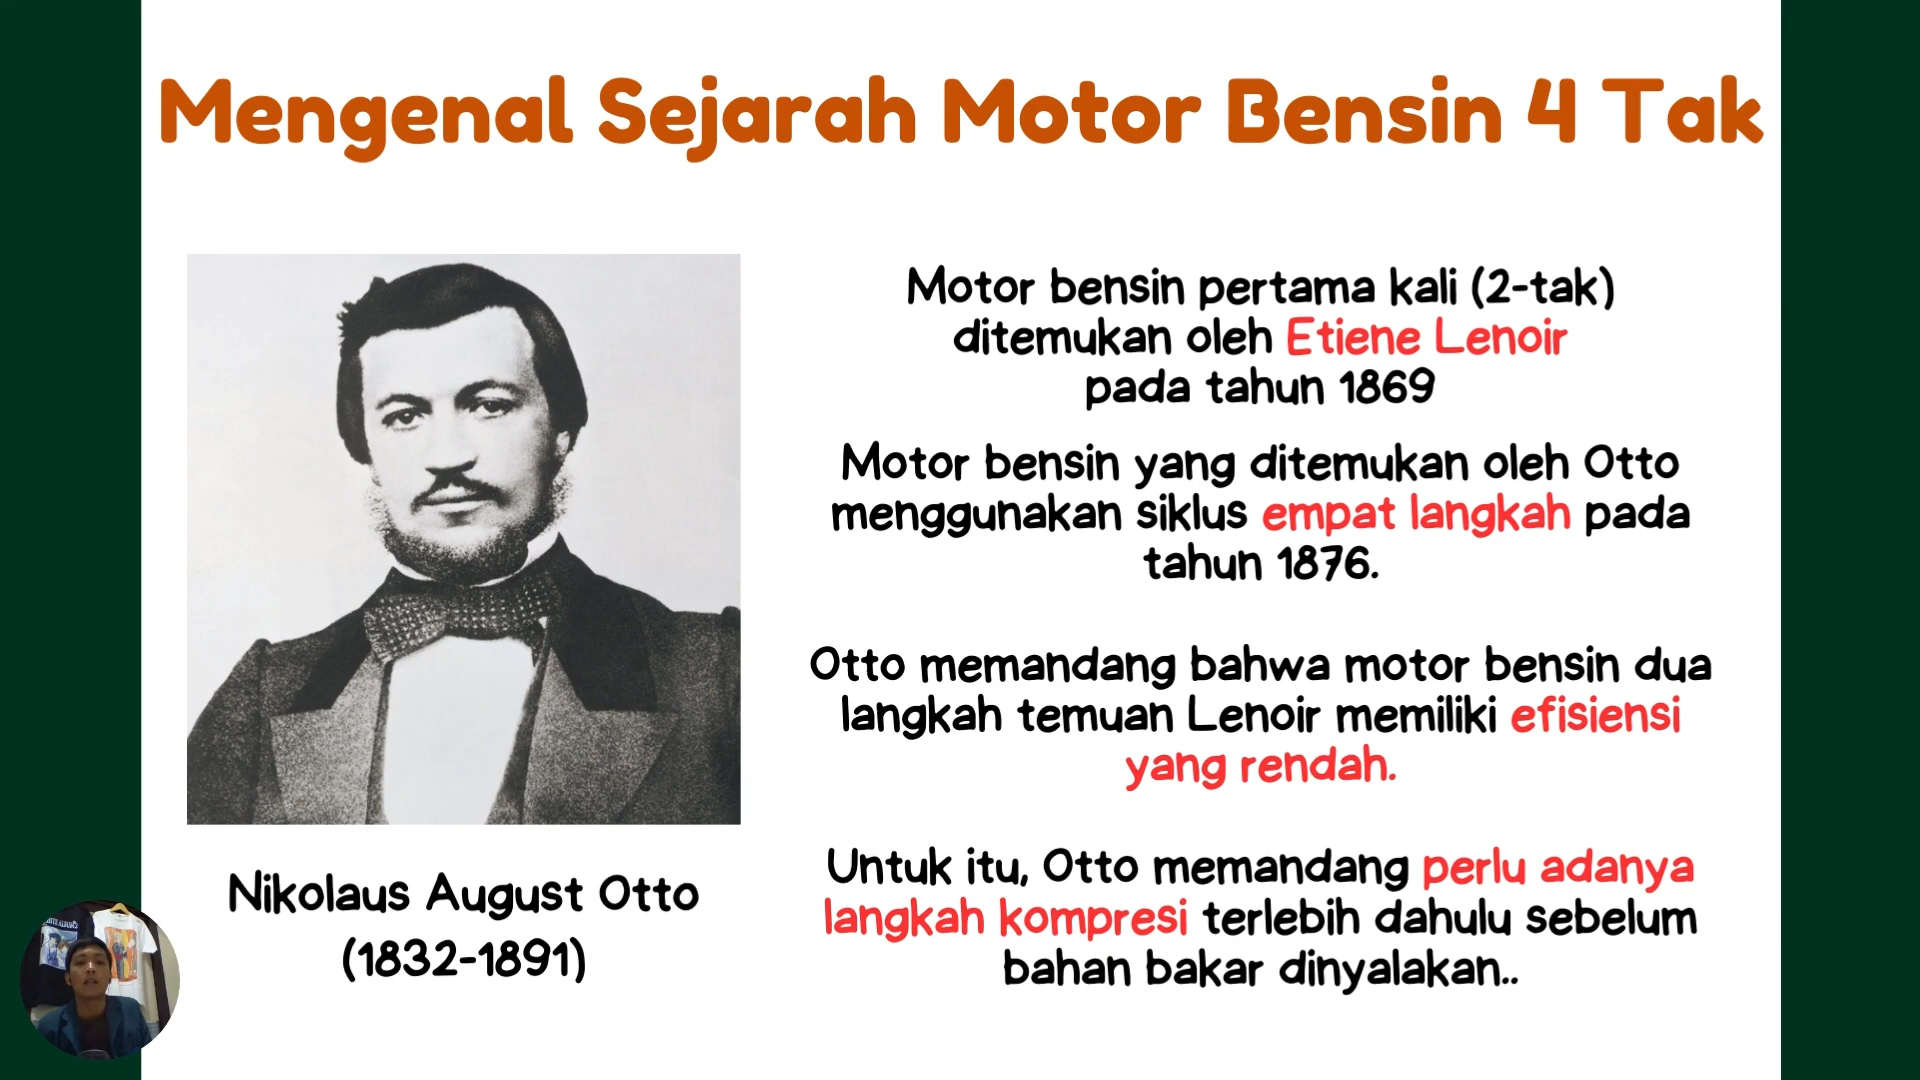 Mengenal Sejarah Motor Bensin 4 Tak
Motor bensin pertama kali (2-tak)
ditemukan oleh Etiene Lenoir
pada tahun 1869
Motor bensin yang ditemukan oleh Otto
menggunakan siklus empat langkah pada
tahun 1876.
Otto memandang bahwa motor bensin dua
langkah temuan Lenoir memiliki efisiensi
yang rendah.
Untuk itu, Otto memandang perlu adanya
langkah kompresi terlebih dahulu sebelum
bahan bakar dinyalakan..
Nikolaus August Otto
(1832-1891)